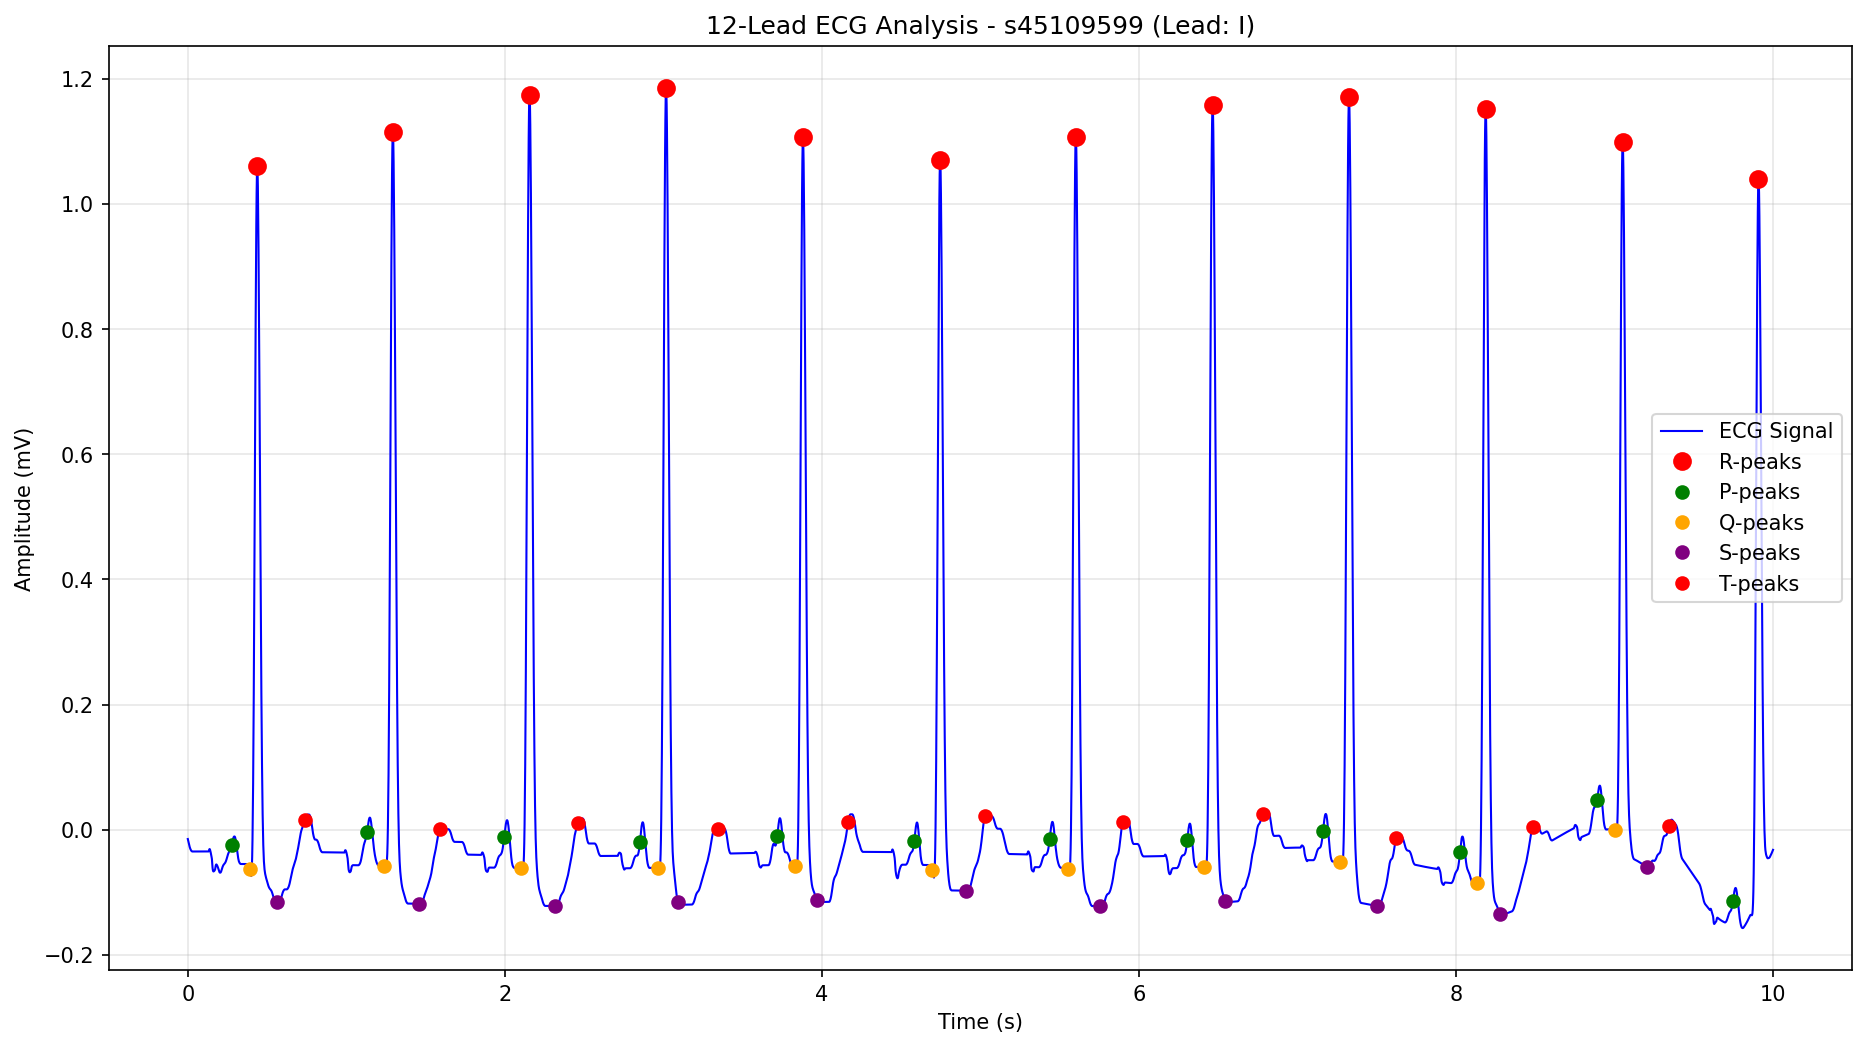 12-Lead ECG Analysis - s45109599 (Lead: I)
Amplitude (mV)
1.2
1.0
0.8
0.6
0.4
0.2
0.0
−0.2
ECG Signal
R-peaks
P-peaks
Q-peaks
S-peaks
T-peaks
0 2 4 6 8 10
Time (s)